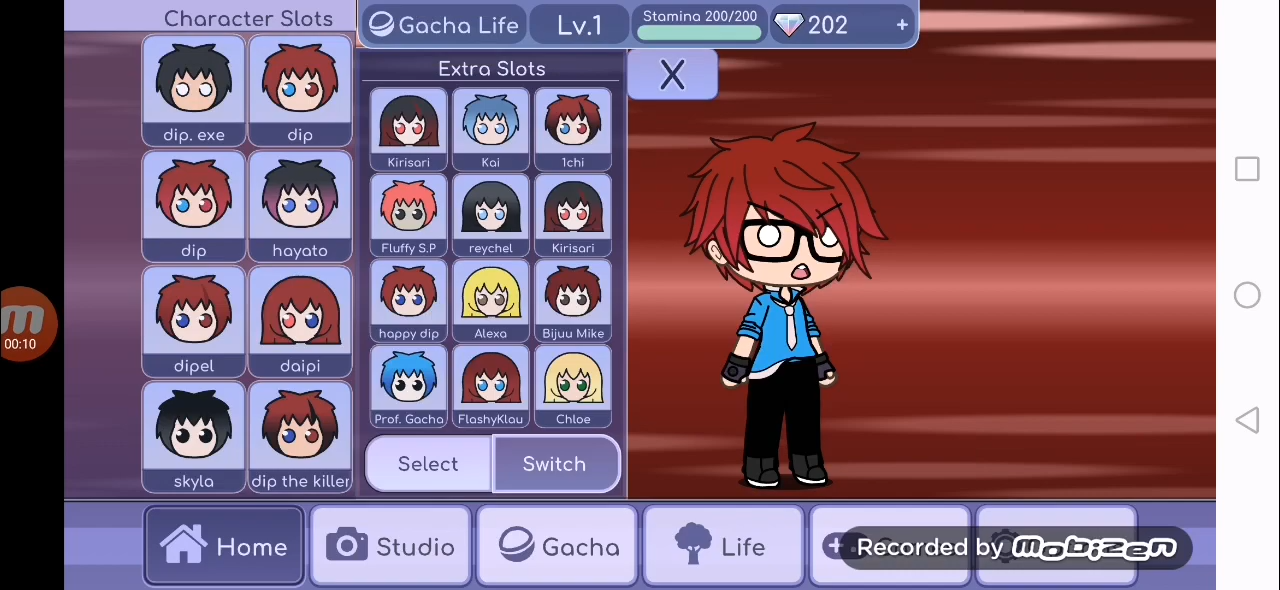 Character Slots
Gacha Life
Lv.1
Stamina 200/200
202
+
Extra Slots
X
dip. exe
dip
Kirisari
Kai
1chi
dip
hayato
Fluffy S.P
reychel
Kirisari
happy dip
Alexa
Bijuu Mike
dipel
daipi
Prof. Gacha
FlashyKlau
Chloe
skyla
dip the killer
Select
Switch
00:10
Home
Studio
Gacha
Life
Recorded by Mobizen